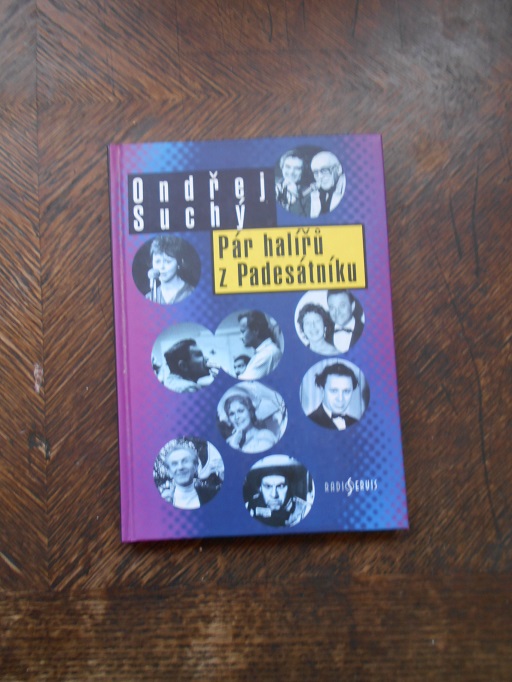 Ondřej
Suchý
Pár halířů
z Padesátníku
RADIOSERVIS